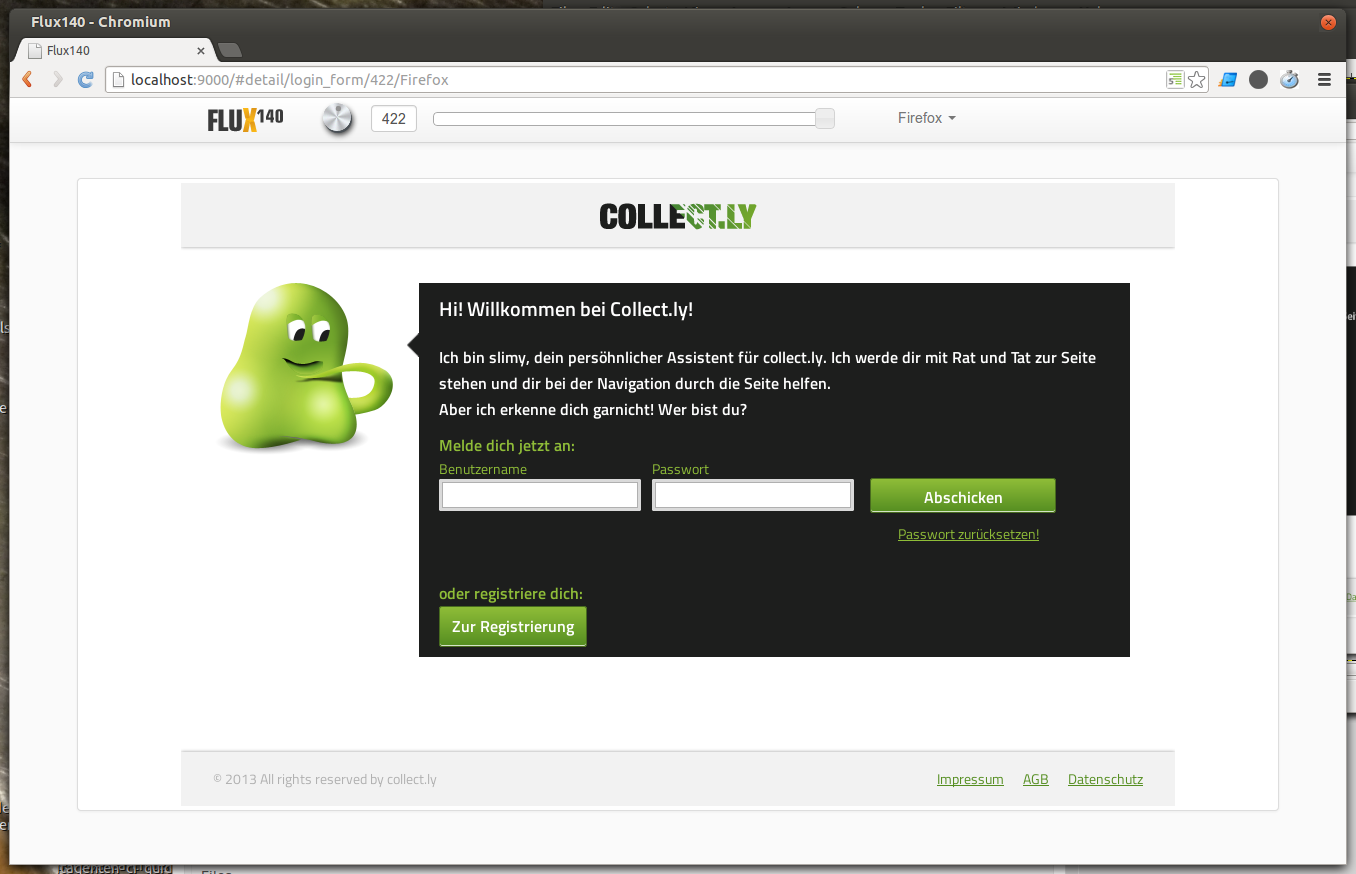 Flux140 - Chromium
Flux140
localhost:9000/#detail/login_form/422/Firefox
FLUX140
422
Firefox
COLLECT.LY
Hi! Willkommen bei Collect.ly!
Ich bin slimy, dein persöhnlicher Assistent für collect.ly. Ich werde dir mit Rat und Tat zur Seite
stehen und dir bei der Navigation durch die Seite helfen.
Aber ich erkenne dich garnicht! Wer bist du?
Melde dich jetzt an:
Benutzername
Passwort
Abschicken
Passwort zurücksetzen!
oder registriere dich:
Zur Registrierung
© 2013 All rights reserved by collect.ly
Impressum
AGB
Datenschutz